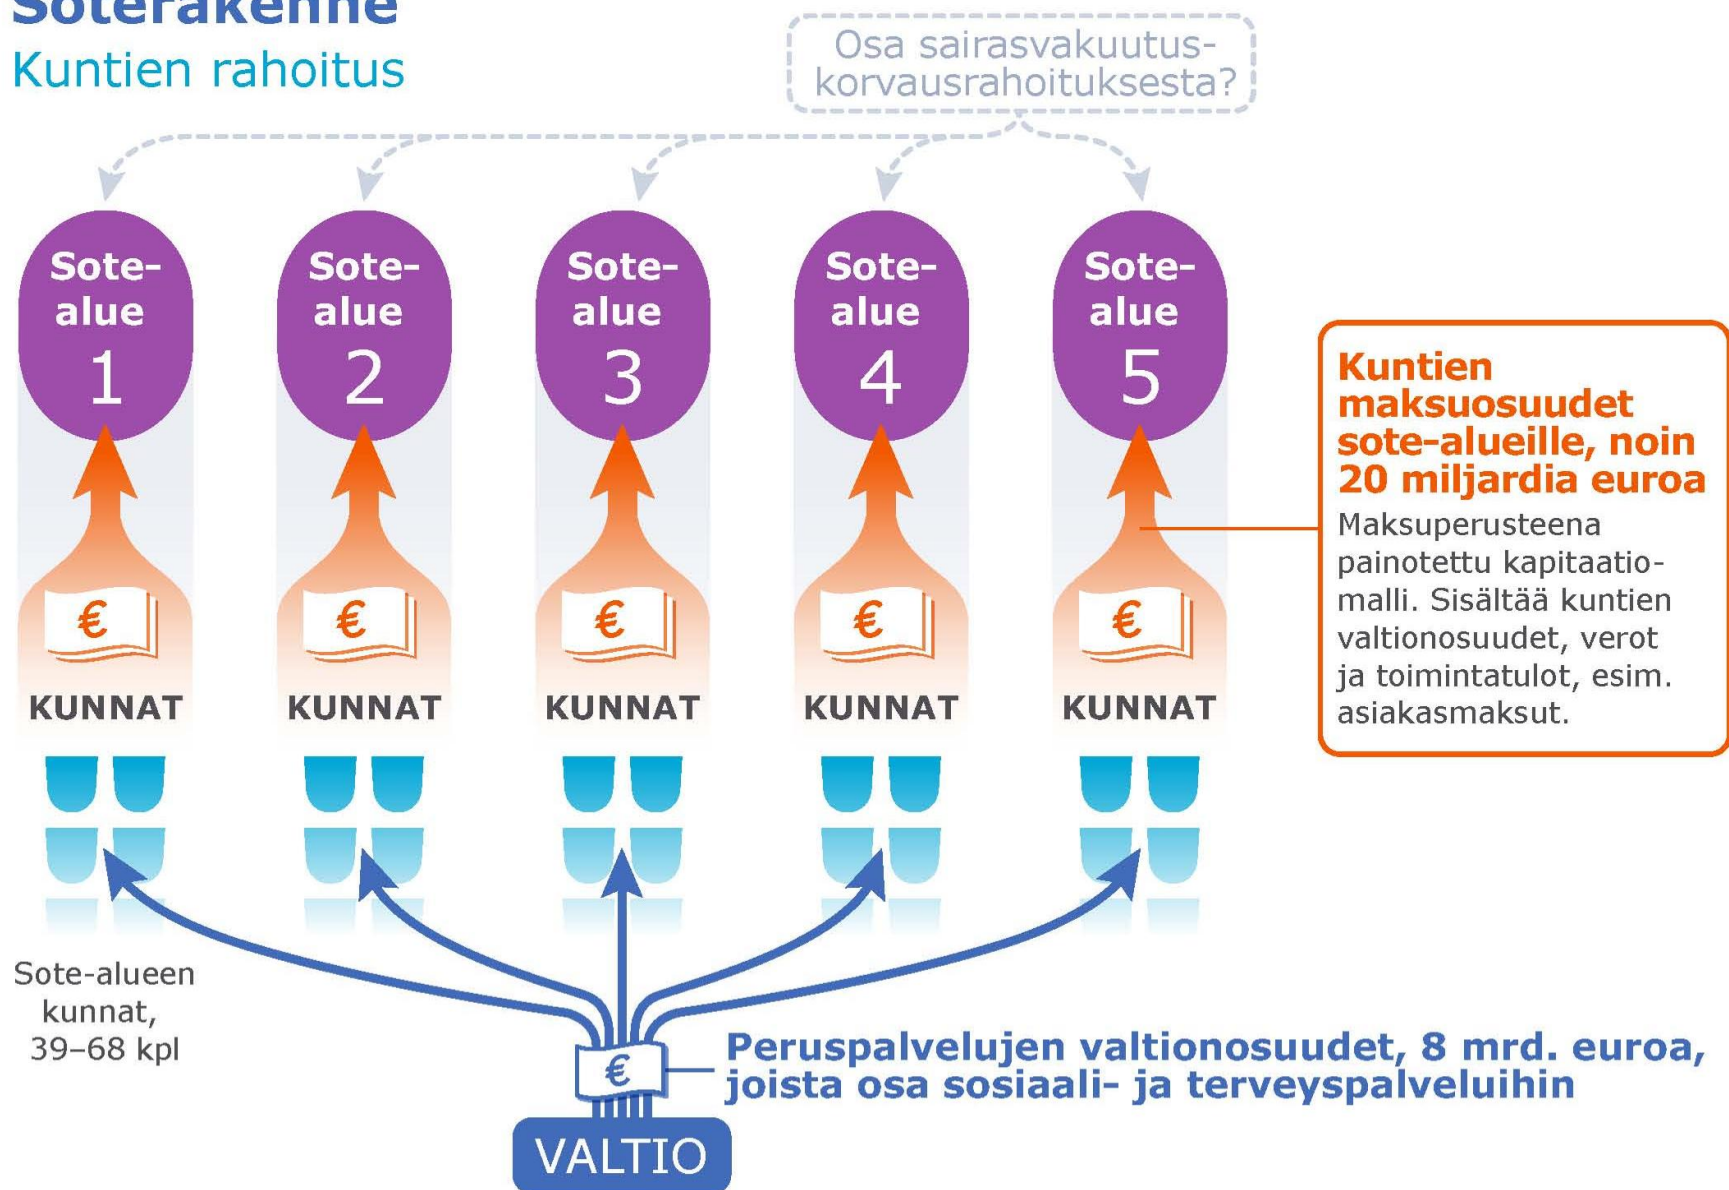 Soterakenne
Kuntien rahoitus
Osa sairasvakuutus-
korvausrahoituksesta?
Sote-
alue
1
Sote-
alue
2
Sote-
alue
3
Sote-
alue
4
Sote-
alue
5
Kuntien
maksuosuudet
sote-alueille, noin
20 miljardia euroa
Maksuperusteena
painotettu kapitaatio-
malli. Sisältää kuntien
valtionosuudet, verot
ja toimintatulot, esim.
asiakasmaksut.
€
€
€
€
€
KUNNAT
KUNNAT
KUNNAT
KUNNAT
KUNNAT
Sote-alueen
kunnat,
39–68 kpl
€
Peruspalvelujen valtionosuudet, 8 mrd. euroa,
joista osa sosiaali- ja terveyspalveluihin
VALTIO